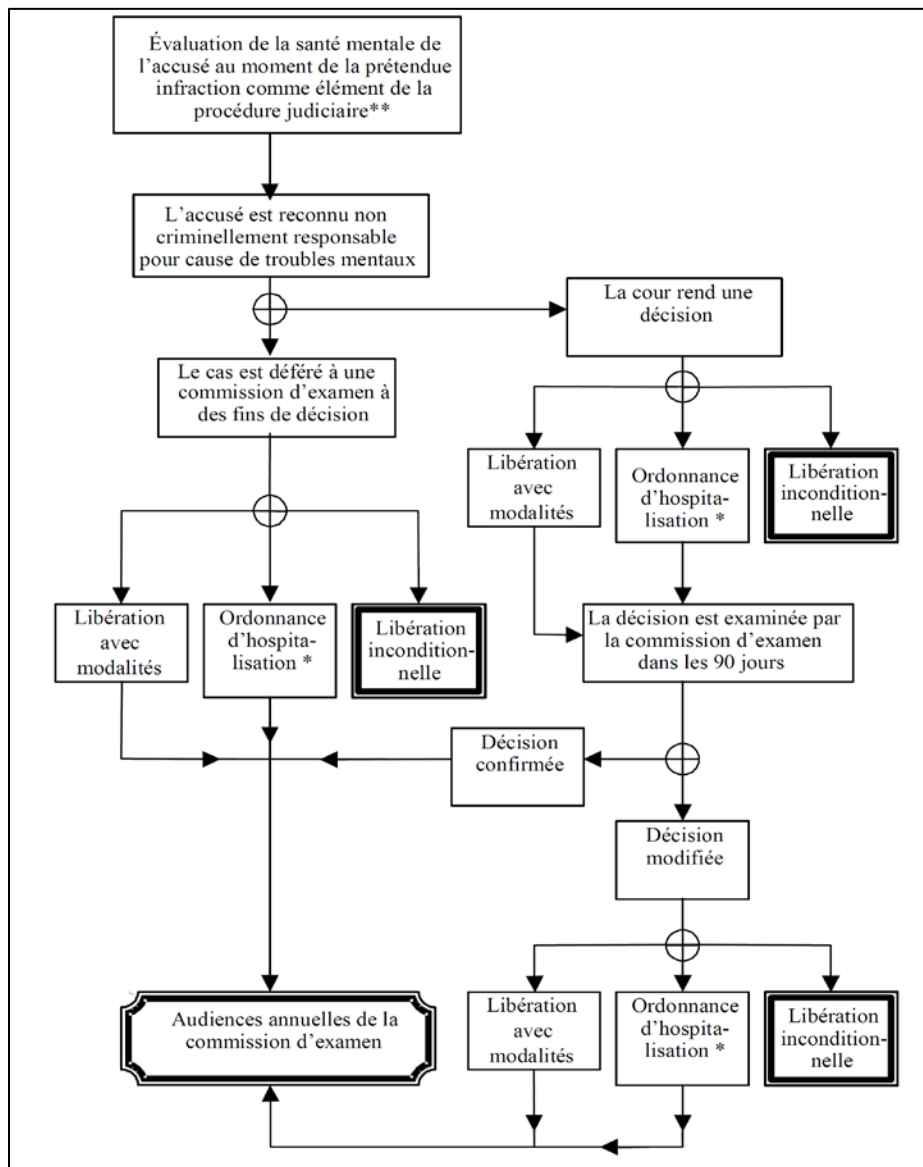 Évaluation de la santé mentale de
l'accusé au moment de la prétendue
infraction comme élément de la
procédure judiciaire**
L'accusé est reconnu non
criminellement responsable
pour cause de troubles mentaux
La cour rend une
décision
Le cas est déféré à une
commission d'examen à
des fins de décision
Libération
avec
modalités
Ordonnance
d'hospita-
lisation *
Libération
incondition-
nelle
Libération
avec
modalités
Ordonnance
d'hospita-
lisation *
Libération
incondition-
nelle
La décision est examinée par
la commission d'examen
dans les 90 jours
Décision
confirmée
Décision
modifiée
Audiences annuelles de la
commission d'examen
Libération
avec
modalités
Ordonnance
d'hospita-
lisation *
Libération
incondition-
nelle